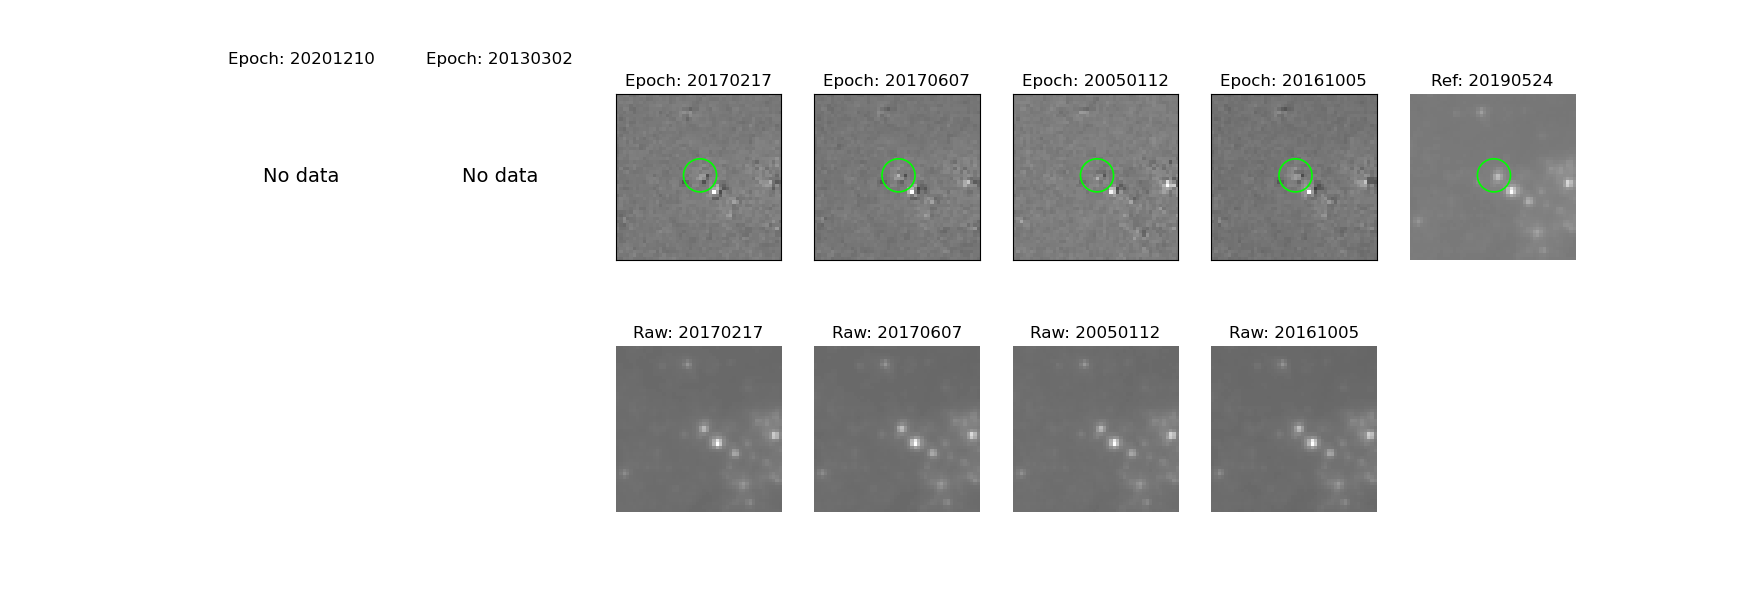 Epoch: 20201210
Epoch: 20130302
Epoch: 20170217
Epoch: 20170607
Epoch: 20050112
Epoch: 20161005
Ref: 20190524
No data
No data
Raw: 20170217
Raw: 20170607
Raw: 20050112
Raw: 20161005